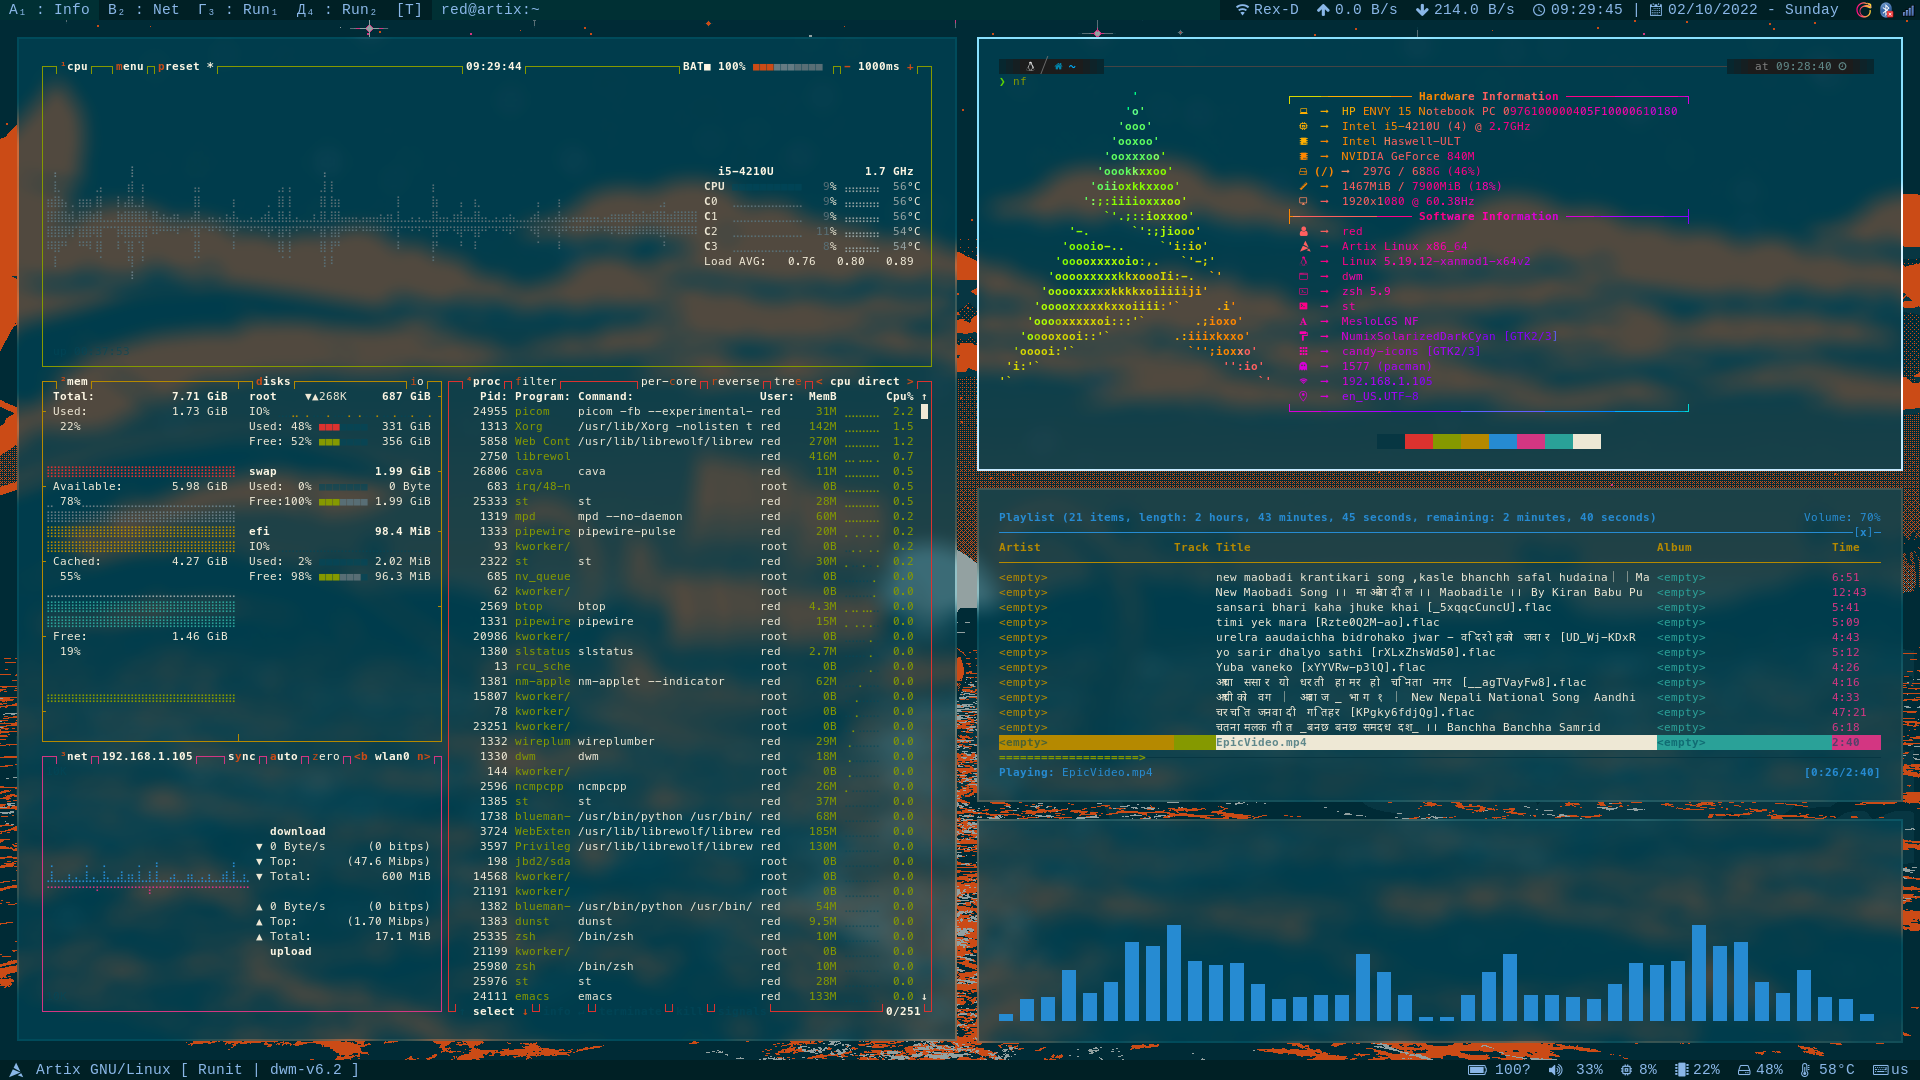 A₁ : Info B₂ : Net Г₃ : Run₁ Д₄ : Run₂ [T] red@artix:~
Rex-D 0.0 B/s 214.0 B/s 09:29:45 | 02/10/2022 - Sunday
¹cpu menu preset * 09:29:44 BAT■ 100% - 1000ms +
i5-4210U 1.7 GHz
CPU 9% 56°C
C0 9% 56°C
C1 9% 56°C
C2 11% 54°C
C3 8% 54°C
Load AVG: 0.76 0.80 0.89
²mem disks io
Total: 7.71 GiB
Used: 1.73 GiB
22%
Available: 5.98 GiB
78%
Cached: 4.27 GiB
55%
Free: 1.46 GiB
19%
root ▼▲268K 687 GiB
IO%
Used: 48% 331 GiB
Free: 52% 356 GiB
swap 1.99 GiB
Used: 0% 0 Byte
Free:100% 1.99 GiB
efi 98.4 MiB
IO%
Used: 2% 2.02 MiB
Free: 98% 96.3 MiB
³net 192.168.1.105 sync auto zero <b wlan0 n>
download
▼ 0 Byte/s (0 bitps)
▼ Top: (47.6 Mibps)
▼ Total: 600 MiB
▲ 0 Byte/s (0 bitps)
▲ Top: (1.70 Mibps)
▲ Total: 17.1 MiB
upload
⁴proc filter per-core reverse tree < cpu direct >
Pid: Program: Command: User: MemB Cpu% ↑
24955 picom picom -fb --experimental- red 31M 2.2
1313 Xorg /usr/lib/Xorg -nolisten t red 142M 1.5
5858 Web Cont /usr/lib/librewolf/librew red 270M 1.2
2750 librewol red 416M 0.7
26806 cava cava red 11M 0.5
683 irq/48-n root 0B 0.5
25333 st st red 28M 0.5
1319 mpd mpd --no-daemon red 60M 0.2
1333 pipewire pipewire-pulse red 20M 0.2
93 kworker/ root 0B 0.2
2322 st st red 30M 0.2
685 nv_queue root 0B 0.0
62 kworker/ root 0B 0.0
2569 btop btop red 4.3M 0.0
1331 pipewire pipewire red 15M 0.0
20986 kworker/ root 0B 0.0
1380 slstatus slstatus red 2.7M 0.0
13 rcu_sche root 0B 0.0
1381 nm-apple nm-applet --indicator red 62M 0.0
15807 kworker/ root 0B 0.0
78 kworker/ root 0B 0.0
23251 kworker/ root 0B 0.0
1332 wireplum wireplumber red 29M 0.0
1330 dwm dwm red 18M 0.0
144 kworker/ root 0B 0.0
2596 ncmpcpp ncmpcpp red 26M 0.0
1385 st st red 37M 0.0
1738 blueman- /usr/bin/python /usr/bin/ red 68M 0.0
3724 WebExten /usr/lib/librewolf/librew red 185M 0.0
3597 Privileg /usr/lib/librewolf/librew red 130M 0.0
198 jbd2/sda root 0B 0.0
14568 kworker/ root 0B 0.0
21191 kworker/ root 0B 0.0
1382 blueman- /usr/bin/python /usr/bin/ red 54M 0.0
1383 dunst dunst red 9.5M 0.0
25335 zsh /bin/zsh red 10M 0.0
21199 kworker/ root 0B 0.0
25980 zsh /bin/zsh red 10M 0.0
25976 st st red 28M 0.0
24111 emacs emacs red 133M 0.0 ↓
select ↓ 0/251
~ at 09:28:40
❯ nf
Hardware Information
HP ENVY 15 Notebook PC 0976100000405F10000610180
Intel i5-4210U (4) @ 2.7GHz
Intel Haswell-ULT
NVIDIA GeForce 840M
(/) → 297G / 688G (46%)
1467MiB / 7900MiB (18%)
1920x1080 @ 60.38Hz
Software Information
red
Artix Linux x86_64
Linux 5.19.12-xanmod1-x64v2
dwm
zsh 5.9
st
MesloLGS NF
NumixSolarizedDarkCyan [GTK2/3]
candy-icons [GTK2/3]
1577 (pacman)
192.168.1.105
en_US.UTF-8
Playlist (21 items, length: 2 hours, 43 minutes, 45 seconds, remaining: 2 minutes, 40 seconds) Volume: 70%
[x]
Artist Track Title Album Time
<empty> new maobadi krantikari song ,kasle bhanchh safal hudaina || Ma <empty> 6:51
<empty> New Maobadi Song ।। ।। Maobadile ।। By Kiran Babu Pu <empty> 12:43
<empty> sansari bhari kaha jhuke khai [_5xqqcCuncU].flac <empty> 5:41
<empty> timi yek mara [Rzte0Q2M-ao].flac <empty> 5:09
<empty> urelra aaudaichha bidrohako jwar - [UD_Wj-KDxR <empty> 4:43
<empty> yo sarir dhalyo sathi [rXLxZhsWd50].flac <empty> 5:12
<empty> Yuba vaneko [xYYVRw-p3lQ].flac <empty> 4:26
<empty> नगर [__agTVayFw8].flac <empty> 4:16
<empty> | New Nepali National Song Aandhi <empty> 4:33
<empty> [KPgky6fdjQg].flac <empty> 47:21
<empty> ।। Banchha Banchha Samrid <empty> 6:18
<empty> EpicVideo.mp4 <empty> 2:40
====================>
Playing: EpicVideo.mp4 [0:26/2:40]
Artix GNU/Linux [ Runit | dwm-v6.2 ]
100? 33% 8% 22% 48% 58°C us